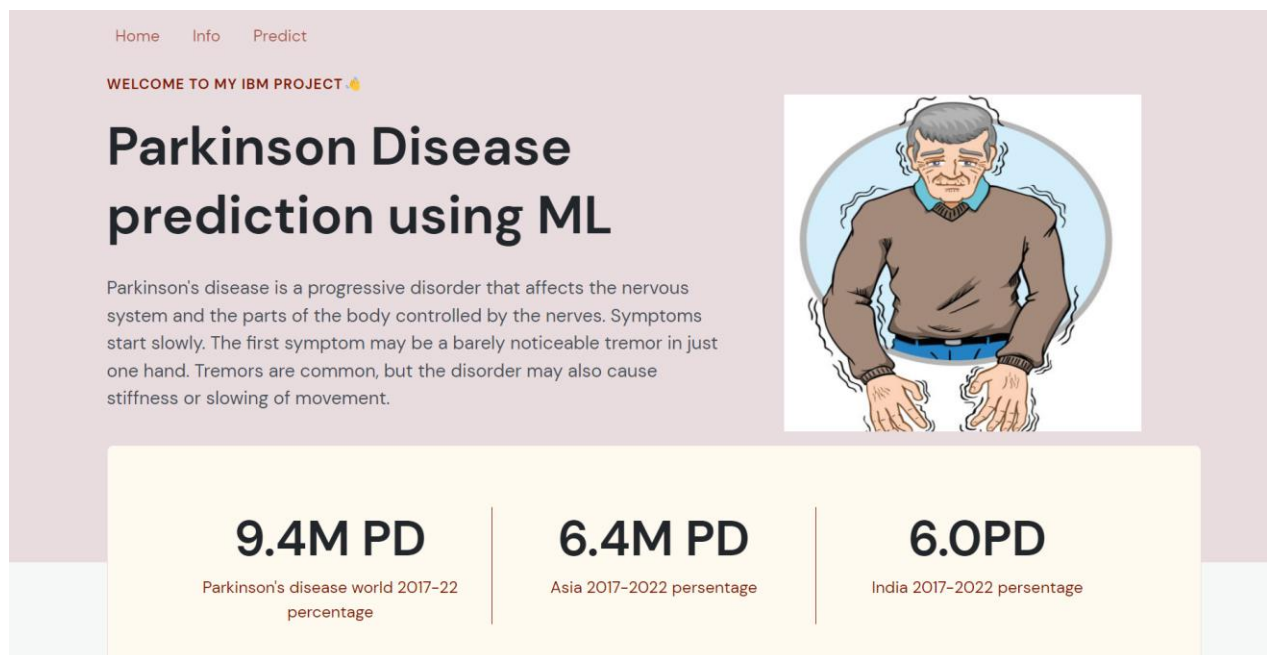 Home Info Predict
WELCOME TO MY IBM PROJECT👋
Parkinson Disease
prediction using ML
Parkinson's disease is a progressive disorder that affects the nervous
system and the parts of the body controlled by the nerves. Symptoms
start slowly. The first symptom may be a barely noticeable tremor in just
one hand. Tremors are common, but the disorder may also cause
stiffness or slowing of movement.
9.4M PD
Parkinson's disease world 2017-22
percentage
6.4M PD
Asia 2017-2022 persentage
6.0PD
India 2017-2022 persentage